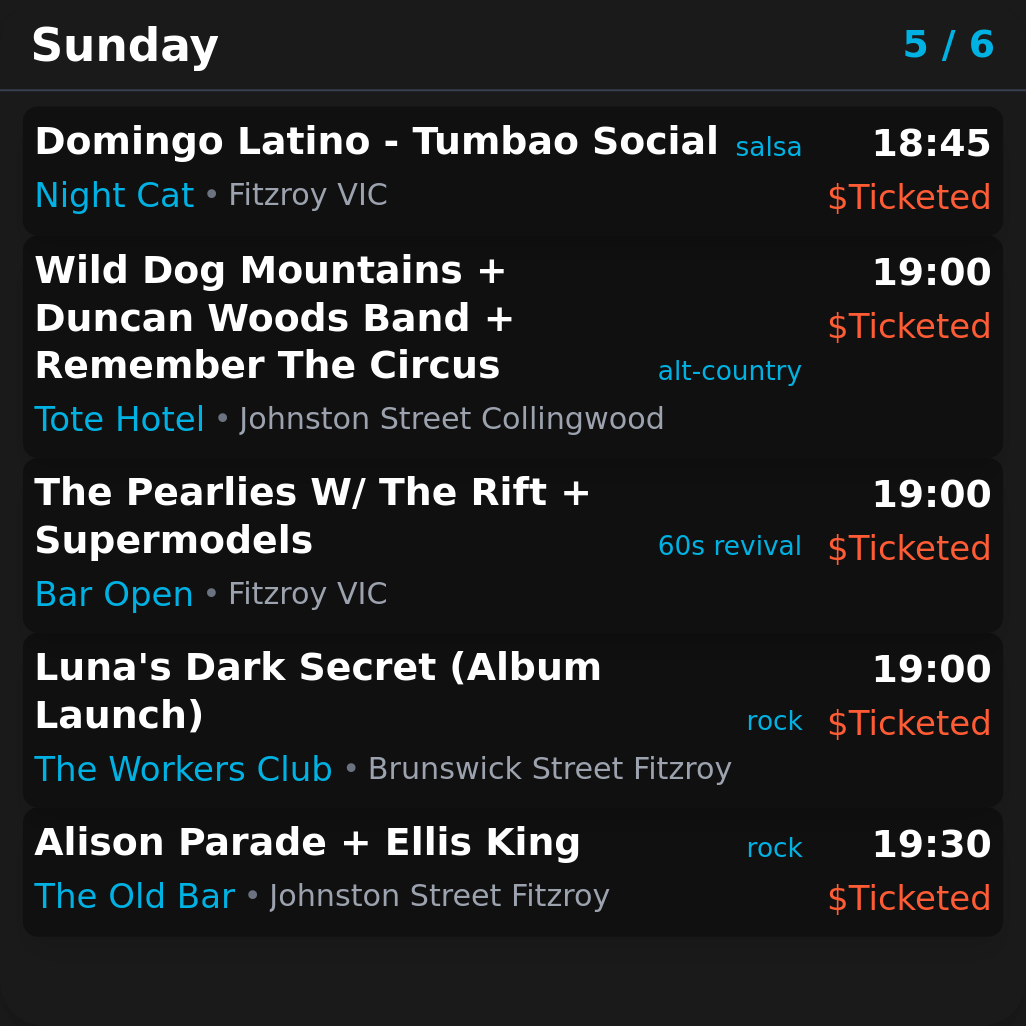 Sunday
5 / 6
Domingo Latino - Tumbao Social salsa 18:45
Night Cat • Fitzroy VIC $Ticketed
Wild Dog Mountains + 19:00
Duncan Woods Band + $Ticketed
Remember The Circus alt-country
Tote Hotel • Johnston Street Collingwood
The Pearlies W/ The Rift + 19:00
Supermodels 60s revival $Ticketed
Bar Open • Fitzroy VIC
Luna's Dark Secret (Album 19:00
Launch) rock $Ticketed
The Workers Club • Brunswick Street Fitzroy
Alison Parade + Ellis King rock 19:30
The Old Bar • Johnston Street Fitzroy $Ticketed